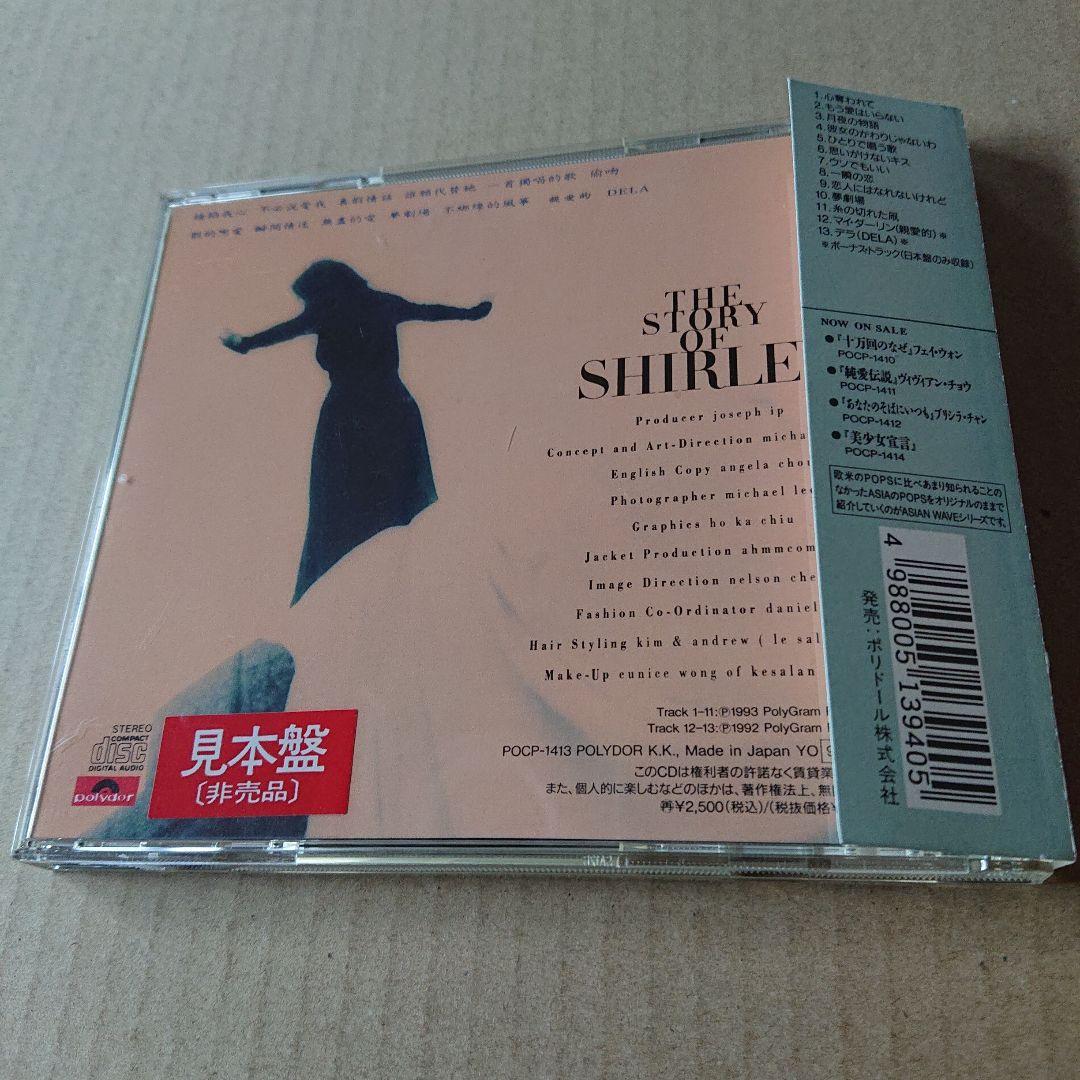 偷吻
DELA
THE
STORY
OF
SHIRLE
Producer joseph ip
Concept and Art-Direction micha
English Copy angela chou
Photographer michael lee
Graphics ho ka chiu
Jacket Production ahmmcom
Image Direction nelson che
Fashion Co-Ordinator daniel
Hair Styling kim & andrew ( le sal
Make-Up eunice wong of kesalan
Track 1-11:Ⓟ1993 PolyGram
Track 12-13:Ⓟ1992 PolyGram
POCP-1413 POLYDOR K.K., Made in Japan YO
このCDは権利者の許諾なく賃貸業
また、個人的に楽しむなどのほかは、著作権法上、無
¥2,500(税込)/(税抜価格
STEREO
COMPACT
disc
DIGITAL AUDIO
polydor
見本盤
〔非売品〕
1.心奪われて
2.もう愛はいらない
3.月夜の物語
4.彼女のかわりじゃないわ
5.ひとりで唱う歌
6.思いがけないキス
7.ウソでもいい
8.一瞬の恋
9.恋人にはなれないけれど
10.夢劇場
11.糸の切れた凧
12.マイ・ダーリン(親愛的)※
13.デラ(DELA)※
※ボーナス・トラック(日本盤のみ収録)
NOW ON SALE
●『十万回のなぜ』フェイ・ウォン
POCP-1410
●『純愛伝説』ヴィヴィアン・チョウ
POCP-1411
●『あなたのそばにいつも』プリシラ・チャン
POCP-1412
●『美少女宣言』
POCP-1414
欧米のPOPSに比べあまり知られることの
なかったASIAのPOPSをオリジナルのままで
紹介していくのがASIAN WAVEシリーズです。
4 988005 139405
発売:ポリドール株式会社